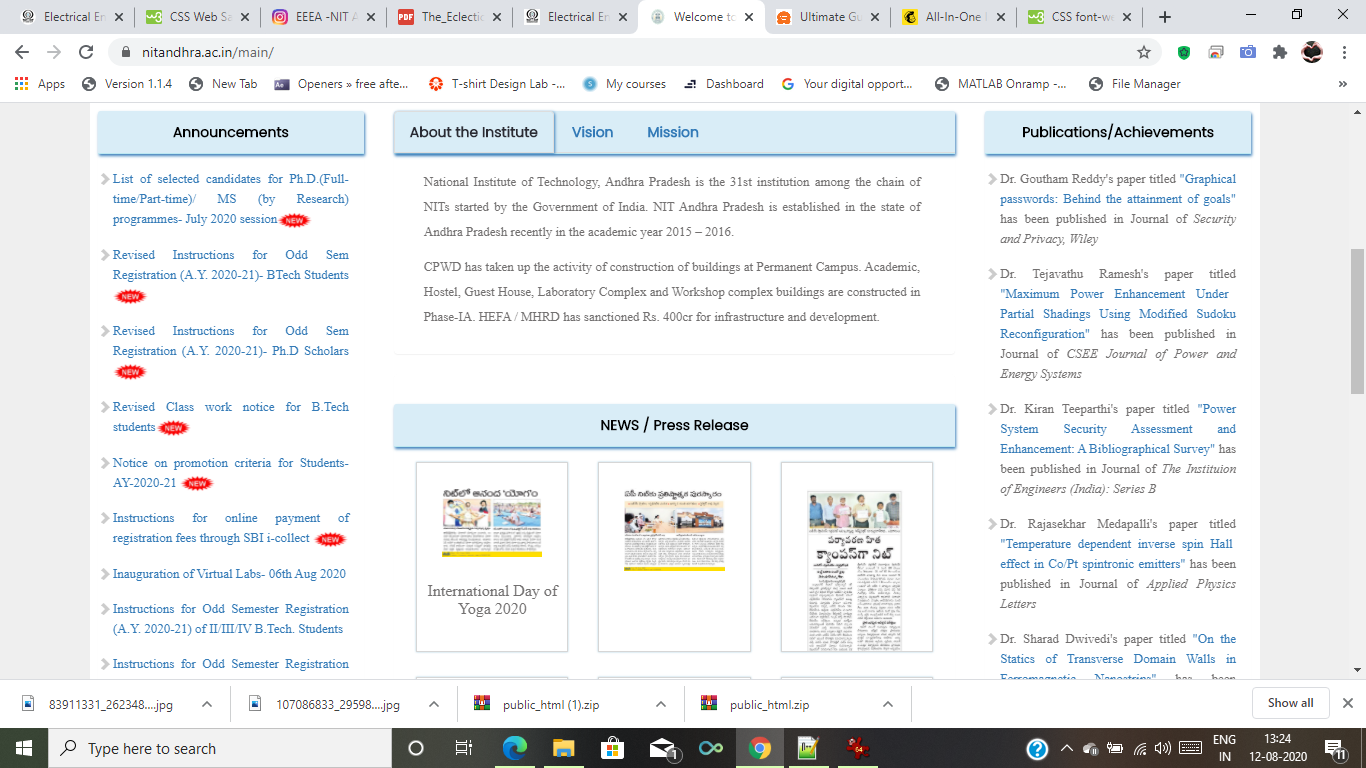 Electrical En
CSS Web Sa
EEEA -NIT A
The_Eclectic
Electrical En
Welcome to
Ultimate Gu
All-In-One
CSS font-we
nitandhra.ac.in/main/
Apps
Version 1.1.4
New Tab
Openers » free afte...
T-shirt Design Lab -...
My courses
Dashboard
Your digital opport...
MATLAB Onramp -...
File Manager
Announcements
List of selected candidates for Ph.D.(Full-
time/Part-time)/ MS (by Research)
programmes- July 2020 session NEW
Revised Instructions for Odd Sem
Registration (A.Y. 2020-21)- BTech Students
NEW
Revised Instructions for Odd Sem
Registration (A.Y. 2020-21)- Ph.D Scholars
NEW
Revised Class work notice for B.Tech
students NEW
Notice on promotion criteria for Students-
AY-2020-21 NEW
Instructions for online payment of
registration fees through SBI i-collect NEW
Inauguration of Virtual Labs- 06th Aug 2020
Instructions for Odd Semester Registration
(A.Y. 2020-21) of II/III/IV B.Tech. Students
Instructions for Odd Semester Registration
About the Institute
Vision
Mission
National Institute of Technology, Andhra Pradesh is the 31st institution among the chain of
NITs started by the Government of India. NIT Andhra Pradesh is established in the state of
Andhra Pradesh recently in the academic year 2015 – 2016.
CPWD has taken up the activity of construction of buildings at Permanent Campus. Academic,
Hostel, Guest House, Laboratory Complex and Workshop complex buildings are constructed in
Phase-IA. HEFA / MHRD has sanctioned Rs. 400cr for infrastructure and development.
NEWS / Press Release
నిట్‌లో ఆనంద 'యోగం
International Day of
Yoga 2020
ఏపీ నిట్‌కు ప్రతిష్ఠాత్మక పురస్కారం
పర్యావరణ హిత
క్యాంపస్‌గా నిట్
Publications/Achievements
Dr. Goutham Reddy's paper titled "Graphical
passwords: Behind the attainment of goals"
has been published in Journal of Security
and Privacy, Wiley
Dr. Tejavathu Ramesh's paper titled
"Maximum Power Enhancement Under
Partial Shadings Using Modified Sudoku
Reconfiguration" has been published in
Journal of CSEE Journal of Power and
Energy Systems
Dr. Kiran Teeparthi's paper titled "Power
System Security Assessment and
Enhancement: A Bibliographical Survey" has
been published in Journal of The Instituion
of Engineers (India): Series B
Dr. Rajasekhar Medapalli's paper titled
"Temperature dependent inverse spin Hall
effect in Co/Pt spintronic emitters" has been
published in Journal of Applied Physics
Letters
Dr. Sharad Dwivedi's paper titled "On the
Statics of Transverse Domain Walls in
Ferromagnetic Nanostrips" has been
83911331_262348....jpg
107086833_29598....jpg
public_html (1).zip
public_html.zip
Show all
Type here to search
1
64
ENG
IN
13:24
12-08-2020
11